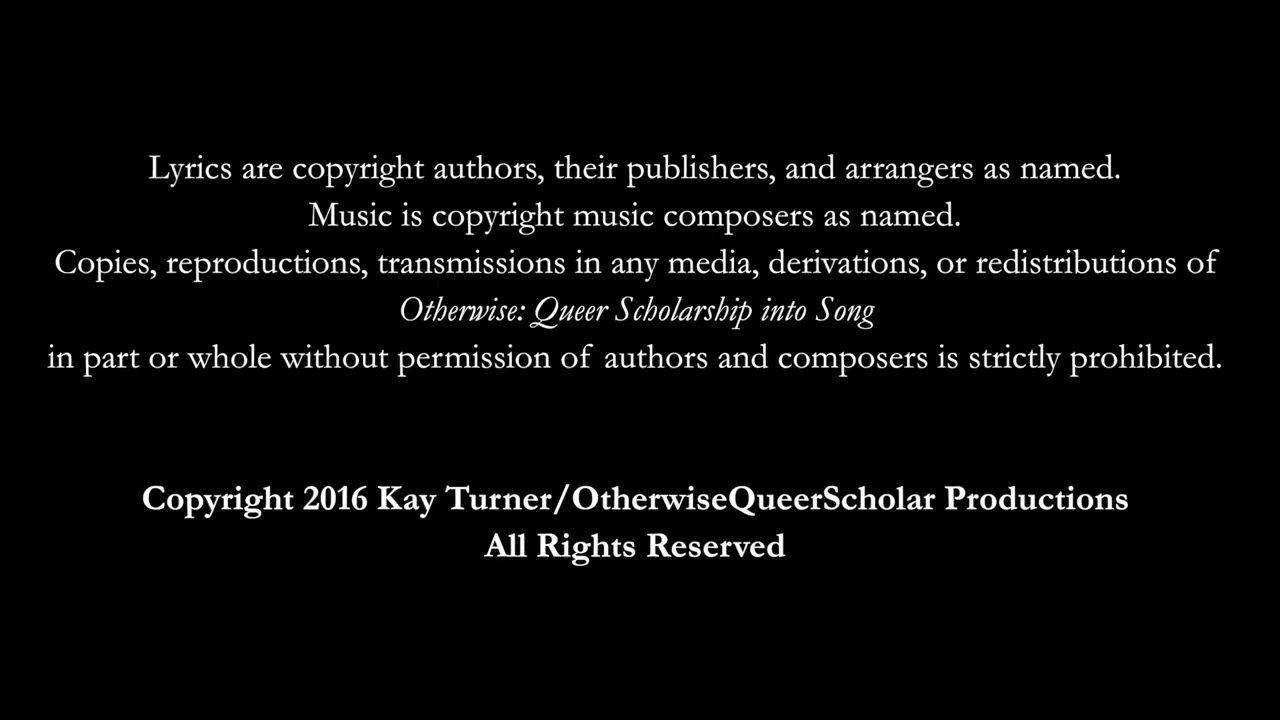 Lyrics are copyright authors, their publishers, and arrangers as named.
Music is copyright music composers as named.
Copies, reproductions, transmissions in any media, derivations, or redistributions of
Otherwise: Queer Scholarship into Song
in part or whole without permission of authors and composers is strictly prohibited.
Copyright 2016 Kay Turner/OtherwiseQueerScholar Productions
All Rights Reserved